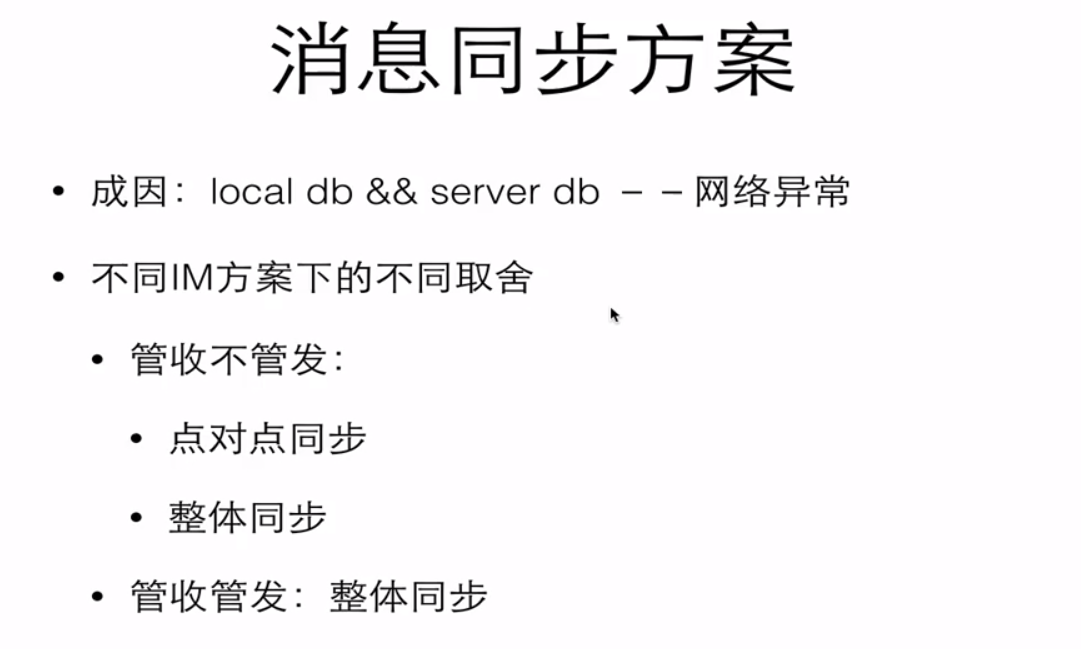 消息同步方案
• 成因：local db && server db – – 网络异常
• 不同IM方案下的不同取舍
• 管收不管发：
• 点对点同步
• 整体同步
• 管收管发：整体同步